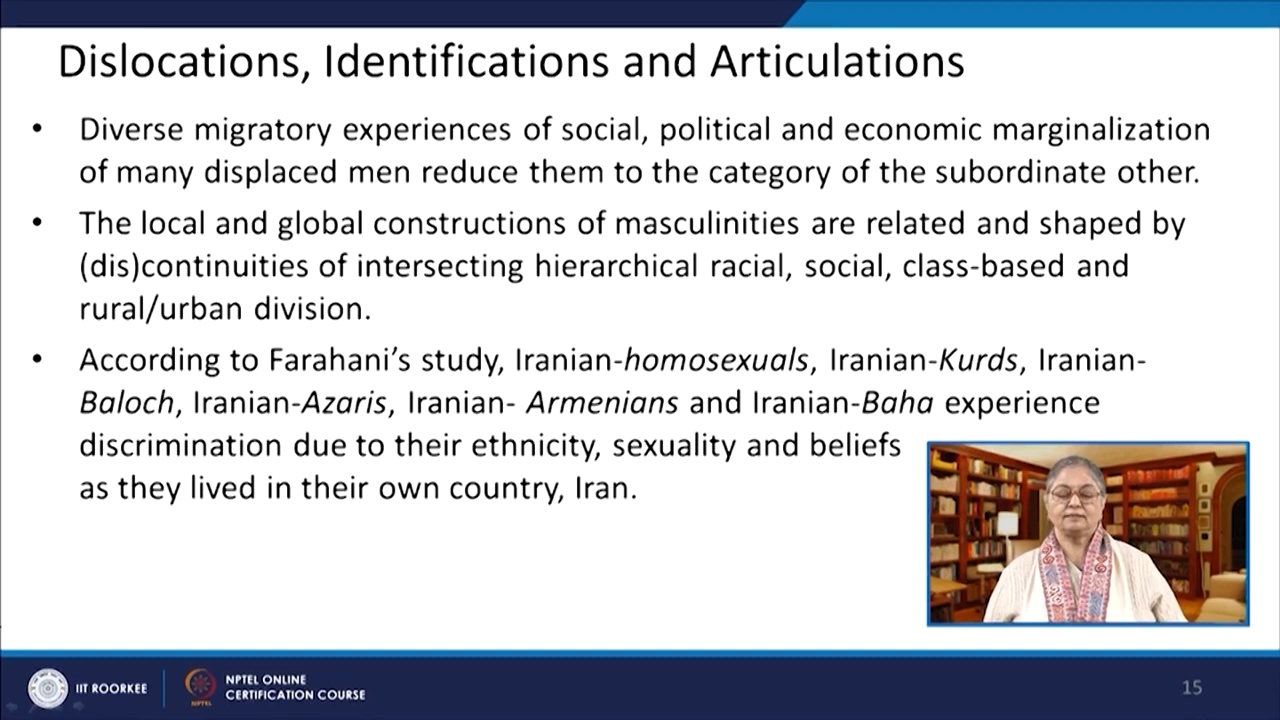 Dislocations, Identifications and Articulations
• Diverse migratory experiences of social, political and economic marginalization
of many displaced men reduce them to the category of the subordinate other.
• The local and global constructions of masculinities are related and shaped by
(dis)continuities of intersecting hierarchical racial, social, class-based and
rural/urban division.
• According to Farahani’s study, Iranian-homosexuals, Iranian-Kurds, Iranian-
Baloch, Iranian-Azaris, Iranian- Armenians and Iranian-Baha experience
discrimination due to their ethnicity, sexuality and beliefs
as they lived in their own country, Iran.
IIT ROORKEE
NPTEL
NPTEL ONLINE
CERTIFICATION COURSE
15